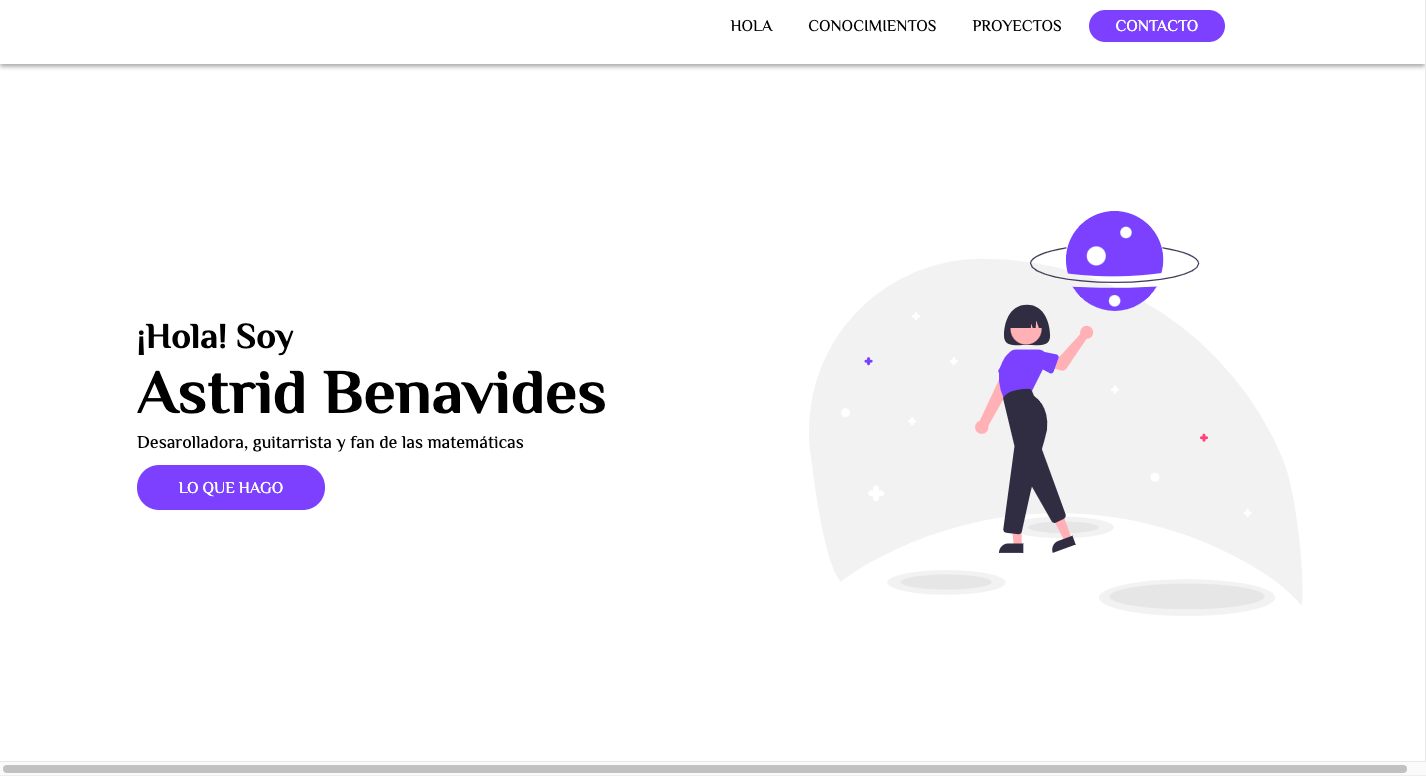 HOLA CONOCIMIENTOS PROYECTOS CONTACTO
¡Hola! Soy
Astrid Benavides
Desarolladora, guitarrista y fan de las matemáticas
LO QUE HAGO